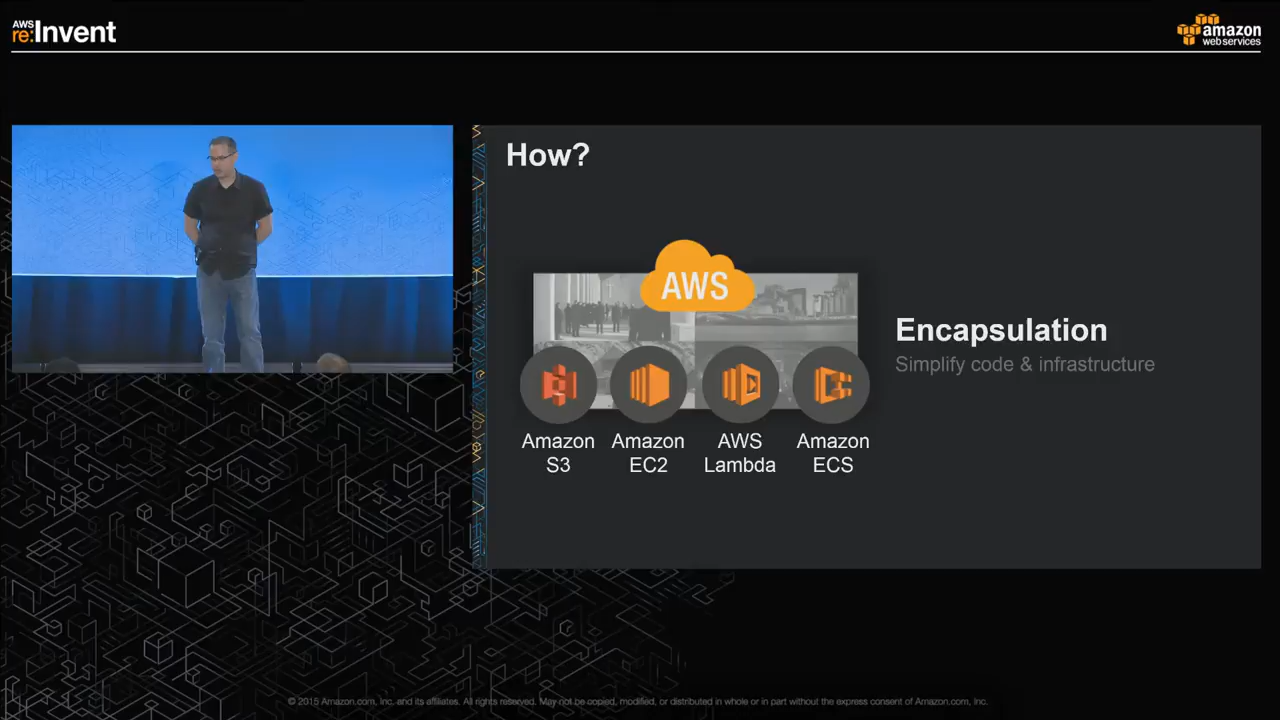 AWS
re:Invent
amazon
webservices
How?
AWS
Encapsulation
Simplify code & infrastructure
Amazon
S3
Amazon
EC2
AWS
Lambda
Amazon
ECS
© 2015 Amazon.com, Inc. and its affiliates. All rights reserved. May not be copied, modified, or distributed in whole or in part without the express consent of Amazon.com, Inc.